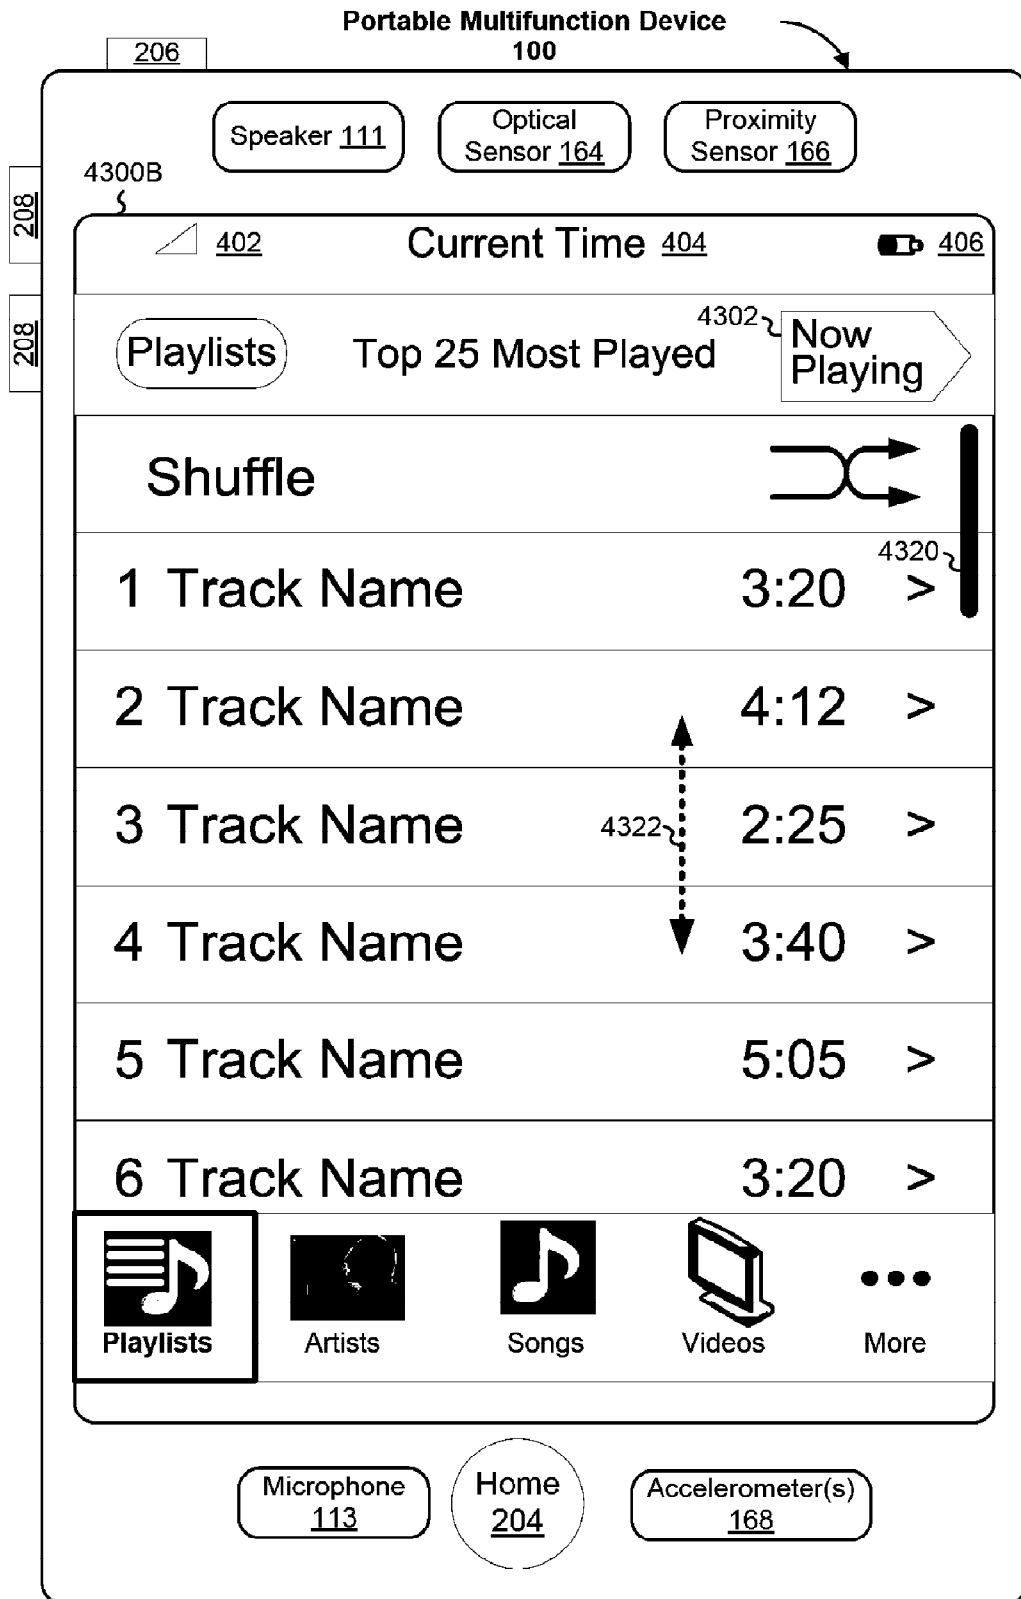 Portable Multifunction Device
100
206
Speaker 111
Optical
Sensor 164
Proximity
Sensor 166
4300B
208
208
402
Current Time 404
406
Playlists
Top 25 Most Played
4302
Now
Playing
Shuffle
4320
1 Track Name 3:20 >
2 Track Name 4:12 >
3 Track Name 2:25 >
4322
4 Track Name 3:40 >
5 Track Name 5:05 >
6 Track Name 3:20 >
Playlists
Artists
Songs
Videos
More
Microphone
113
Home
204
Accelerometer(s)
168